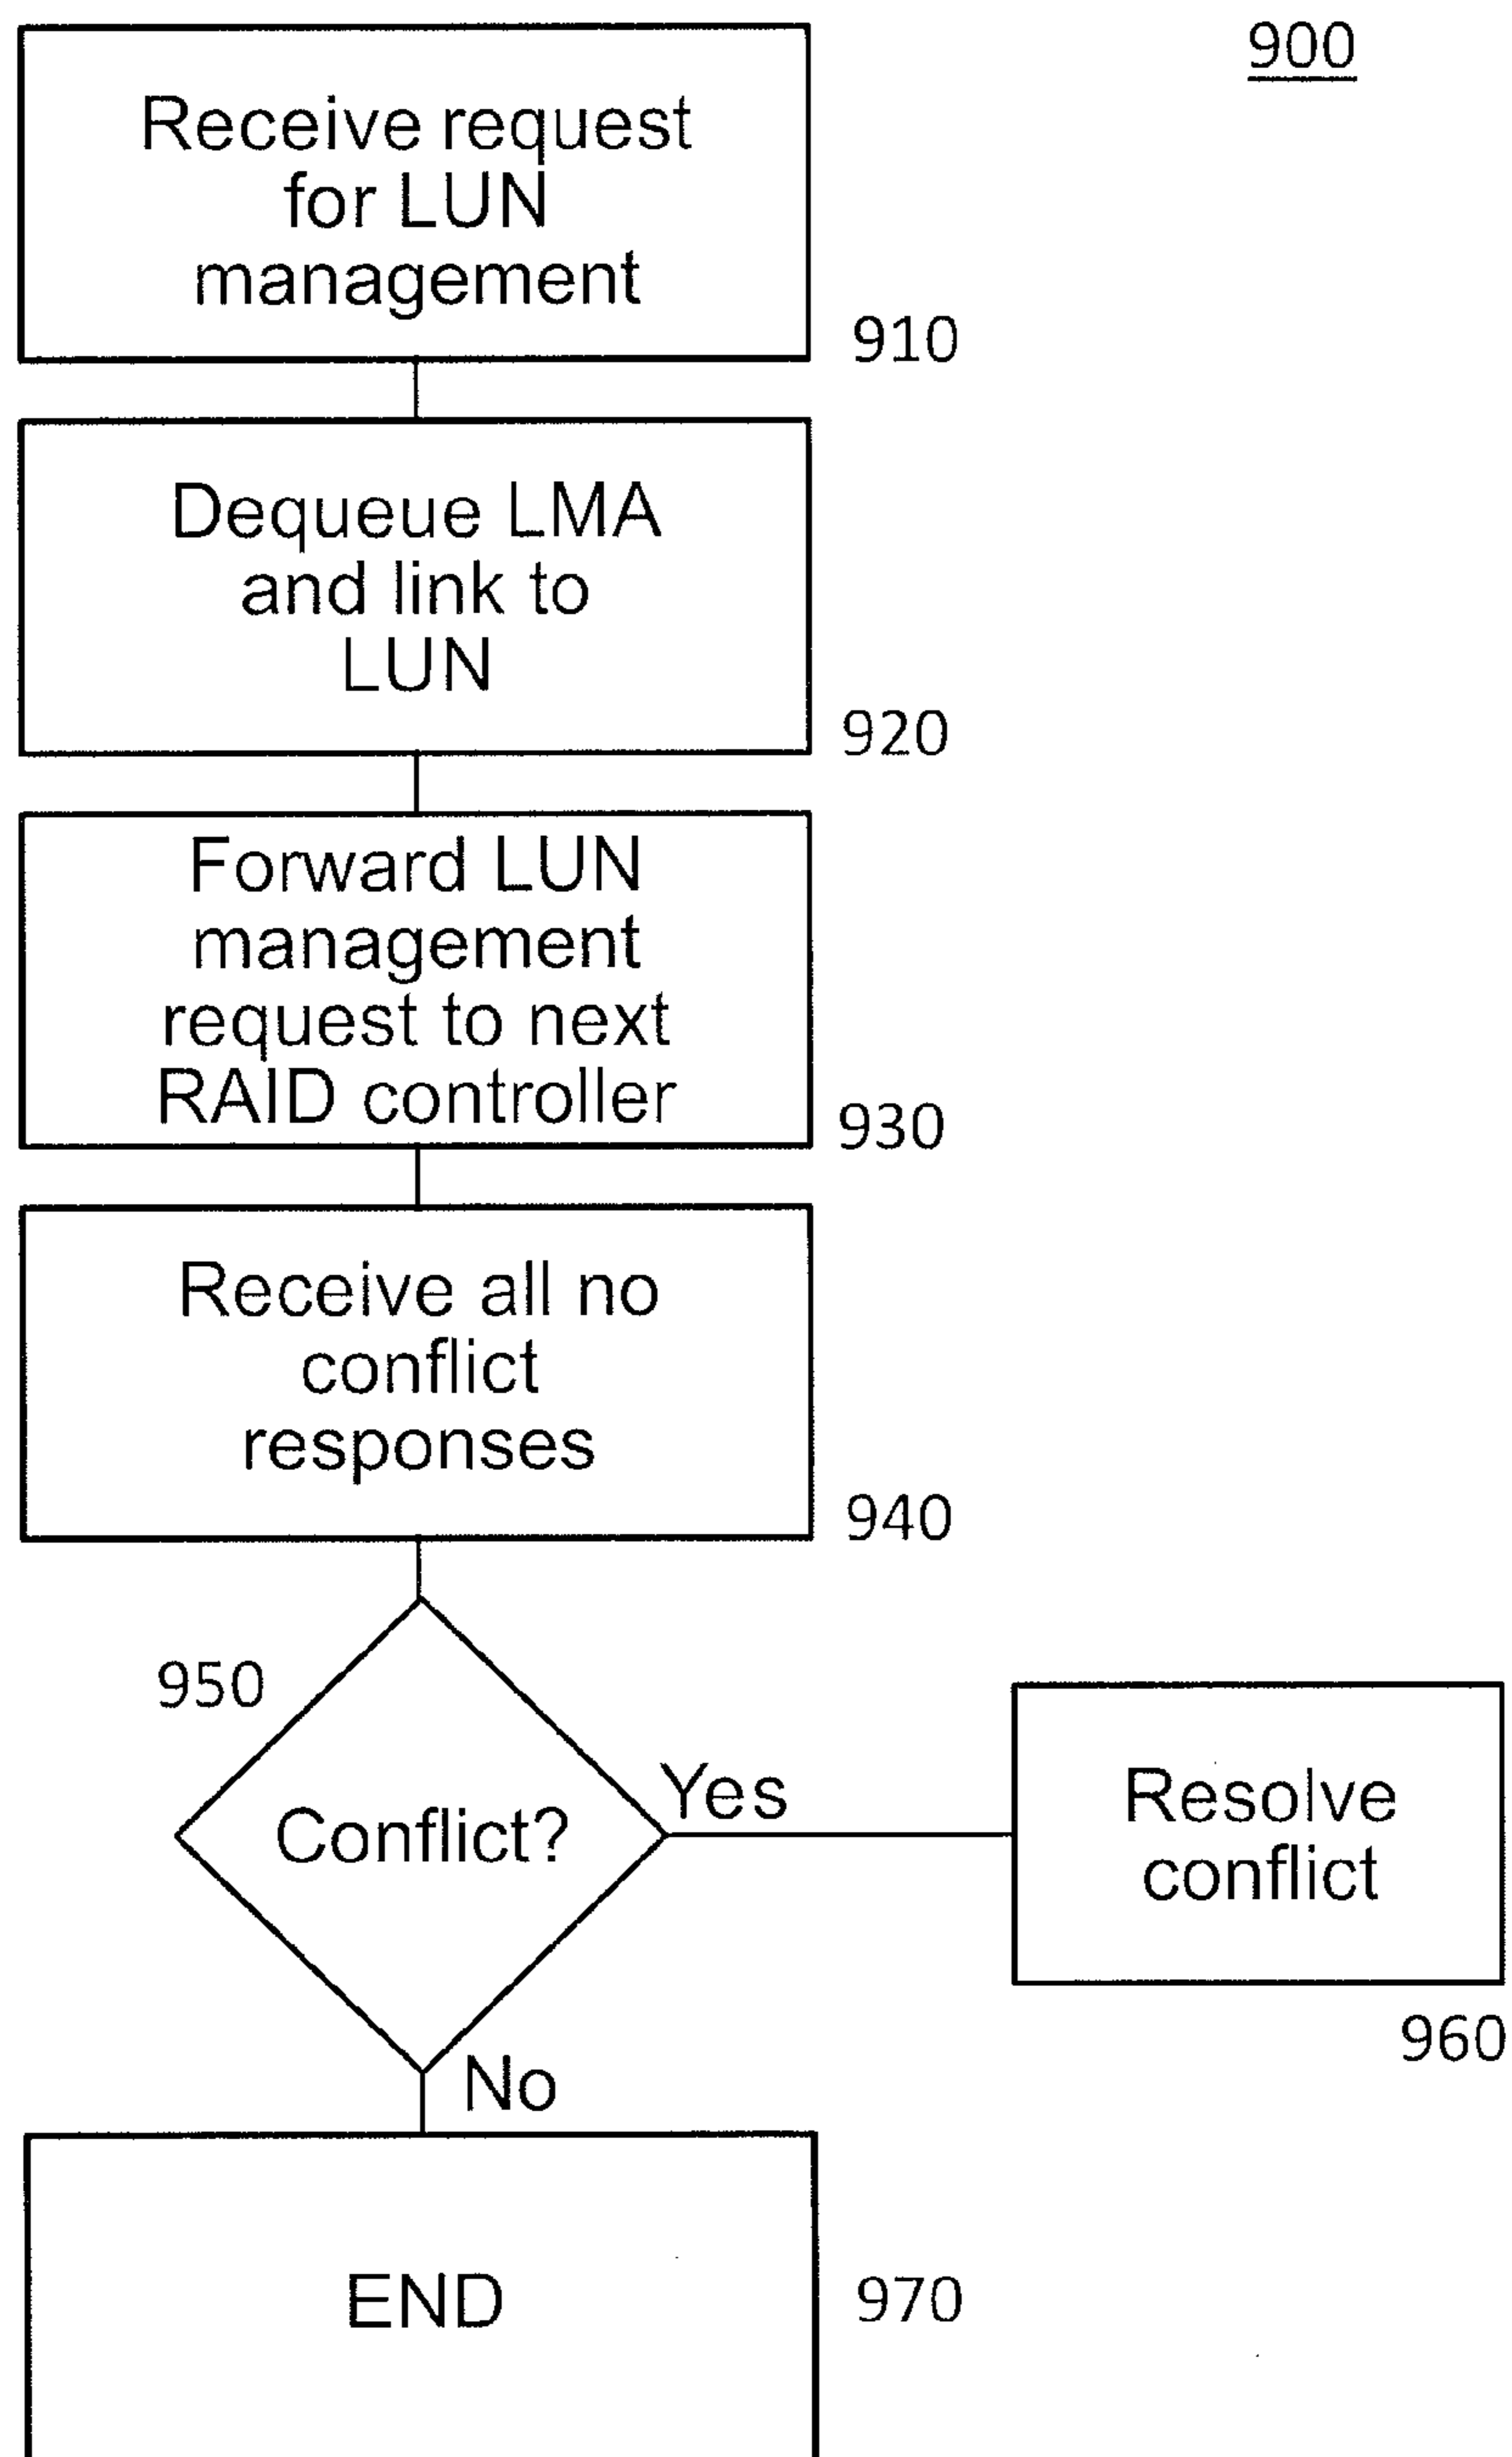 900
Receive request
for LUN
management
910
Dequeue LMA
and link to
LUN
920
Forward LUN
management
request to next
RAID controller
930
Receive all no
conflict
responses
940
950
Conflict?
Yes
Resolve
conflict
960
No
END
970